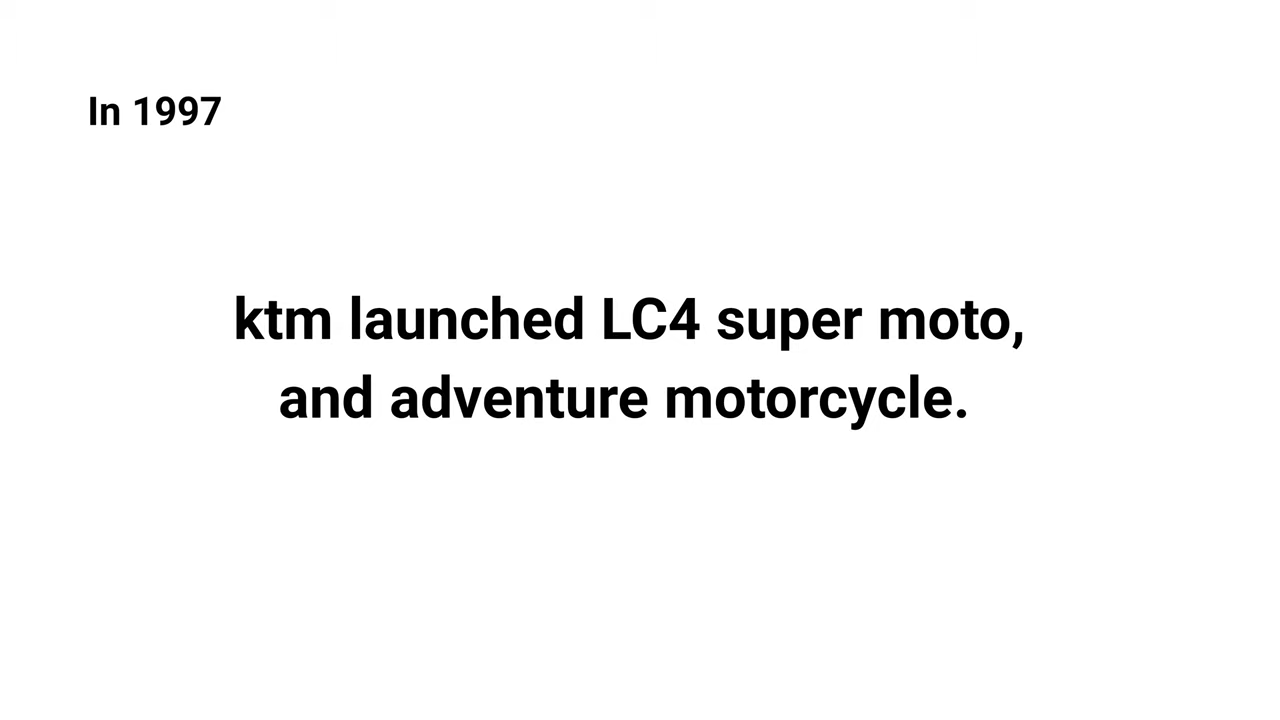 In 1997
ktm launched LC4 super moto,
and adventure motorcycle.